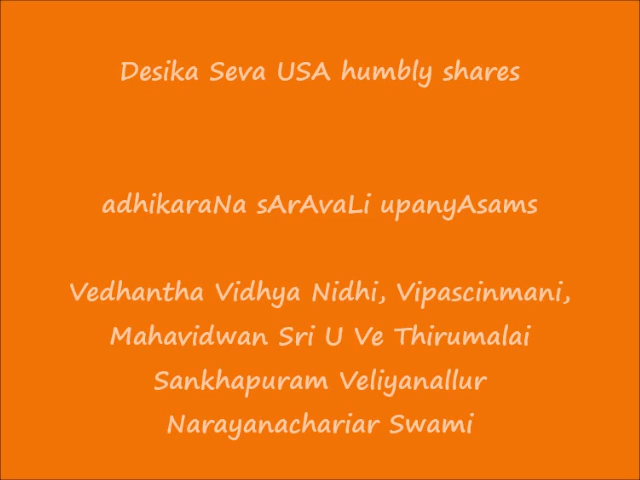 Desika Seva USA humbly shares
adhikaraNa sArAvaLi upanyAsams
Vedhantha Vidhya Nidhi, Vipascinmani,
Mahavidwan Sri U Ve Thirumalai
Sankhapuram Veliyanallur
Narayanachariar Swami